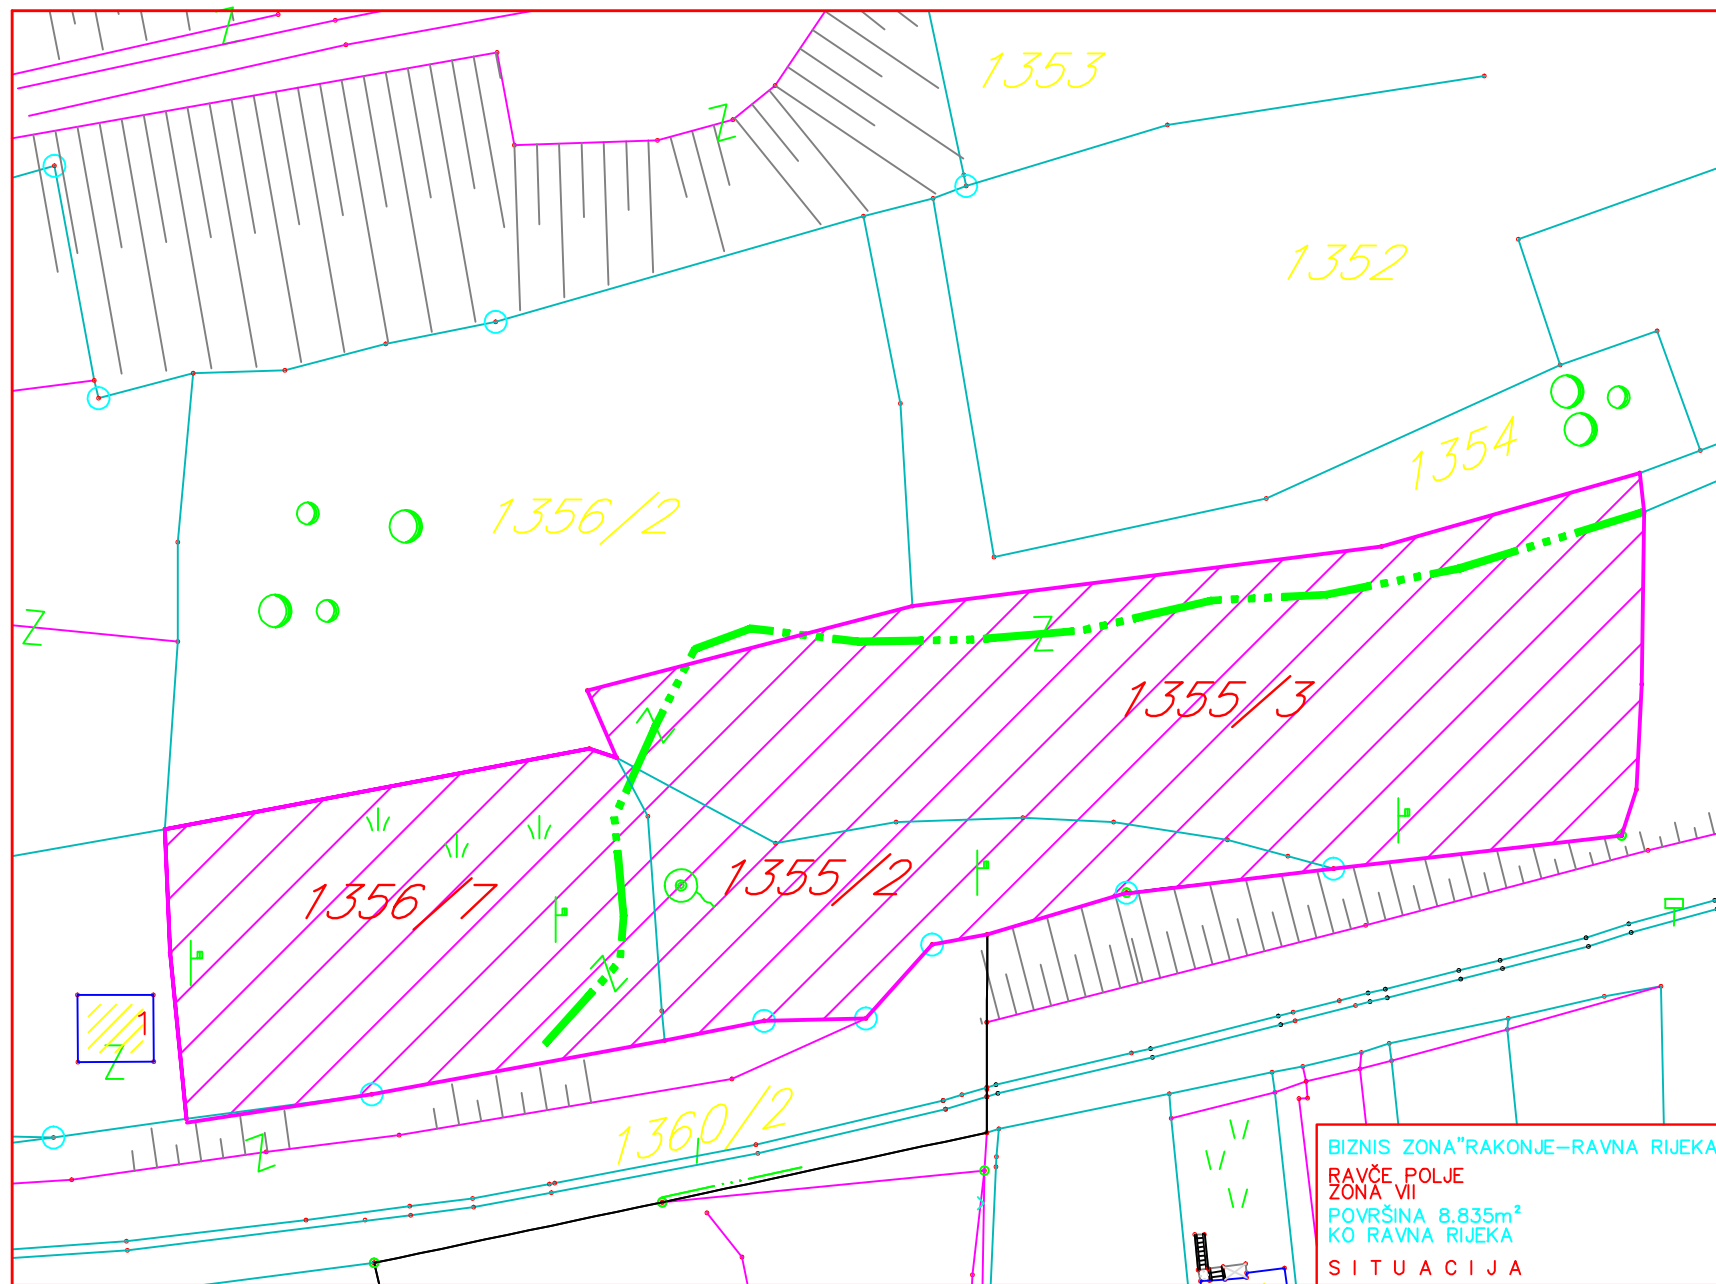 1353
1352
1354
1356/2
1355/3
1355/2
1356/7
1
1360/2
BIZNIS ZONA"RAKONJE-RAVNA RIJEKA
RAVČE POLJE
ZONA VII
POVRŠINA 8.835m²
KO RAVNA RIJEKA
S I T U A C I J A